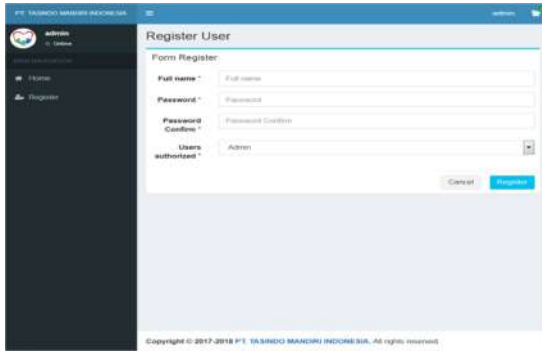 PT. TASINDO MANDIRI INDONESIA
admin
admin
Online
MAIN NAVIGATION
Home
Register
Register User
Form Register
Full name *
Full name
Password *
Password
Password Confirm *
Password Confirm
Users authorized *
Admin
Cancel
Register
Copyright © 2017-2018 PT. TASINDO MANDIRI INDONESIA. All rights reserved.